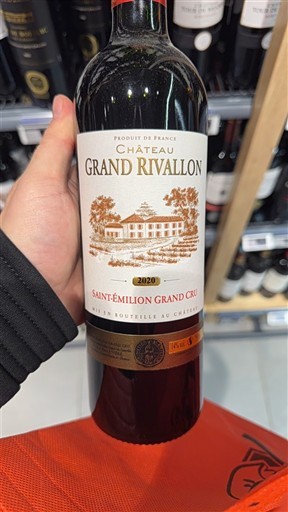 PRODUIT DE FRANCE
CHÂTEAU
GRAND RIVALLON
2020
SAINT-ÉMILION GRAND CRU
MIS EN BOUTEILLE AU CHÂTEAU